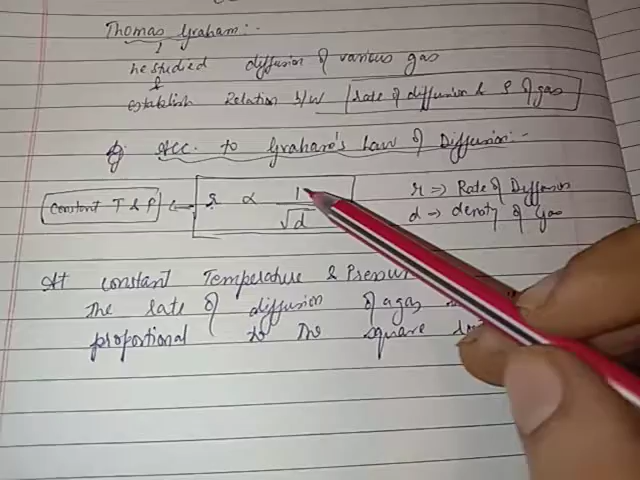 Thomas Graham:-
he studied diffusion of various gas
&
establish Relation b/w rate of diffusion & ρ of gas
Acc. to Graham's Law of Diffusion:-
Constant T & P ← r ∝ 1/√d
r => Rate of Diffusion
d → density of Gas
At constant Temperature & Pressure
The rate of diffusion of a gas
proportional to the square